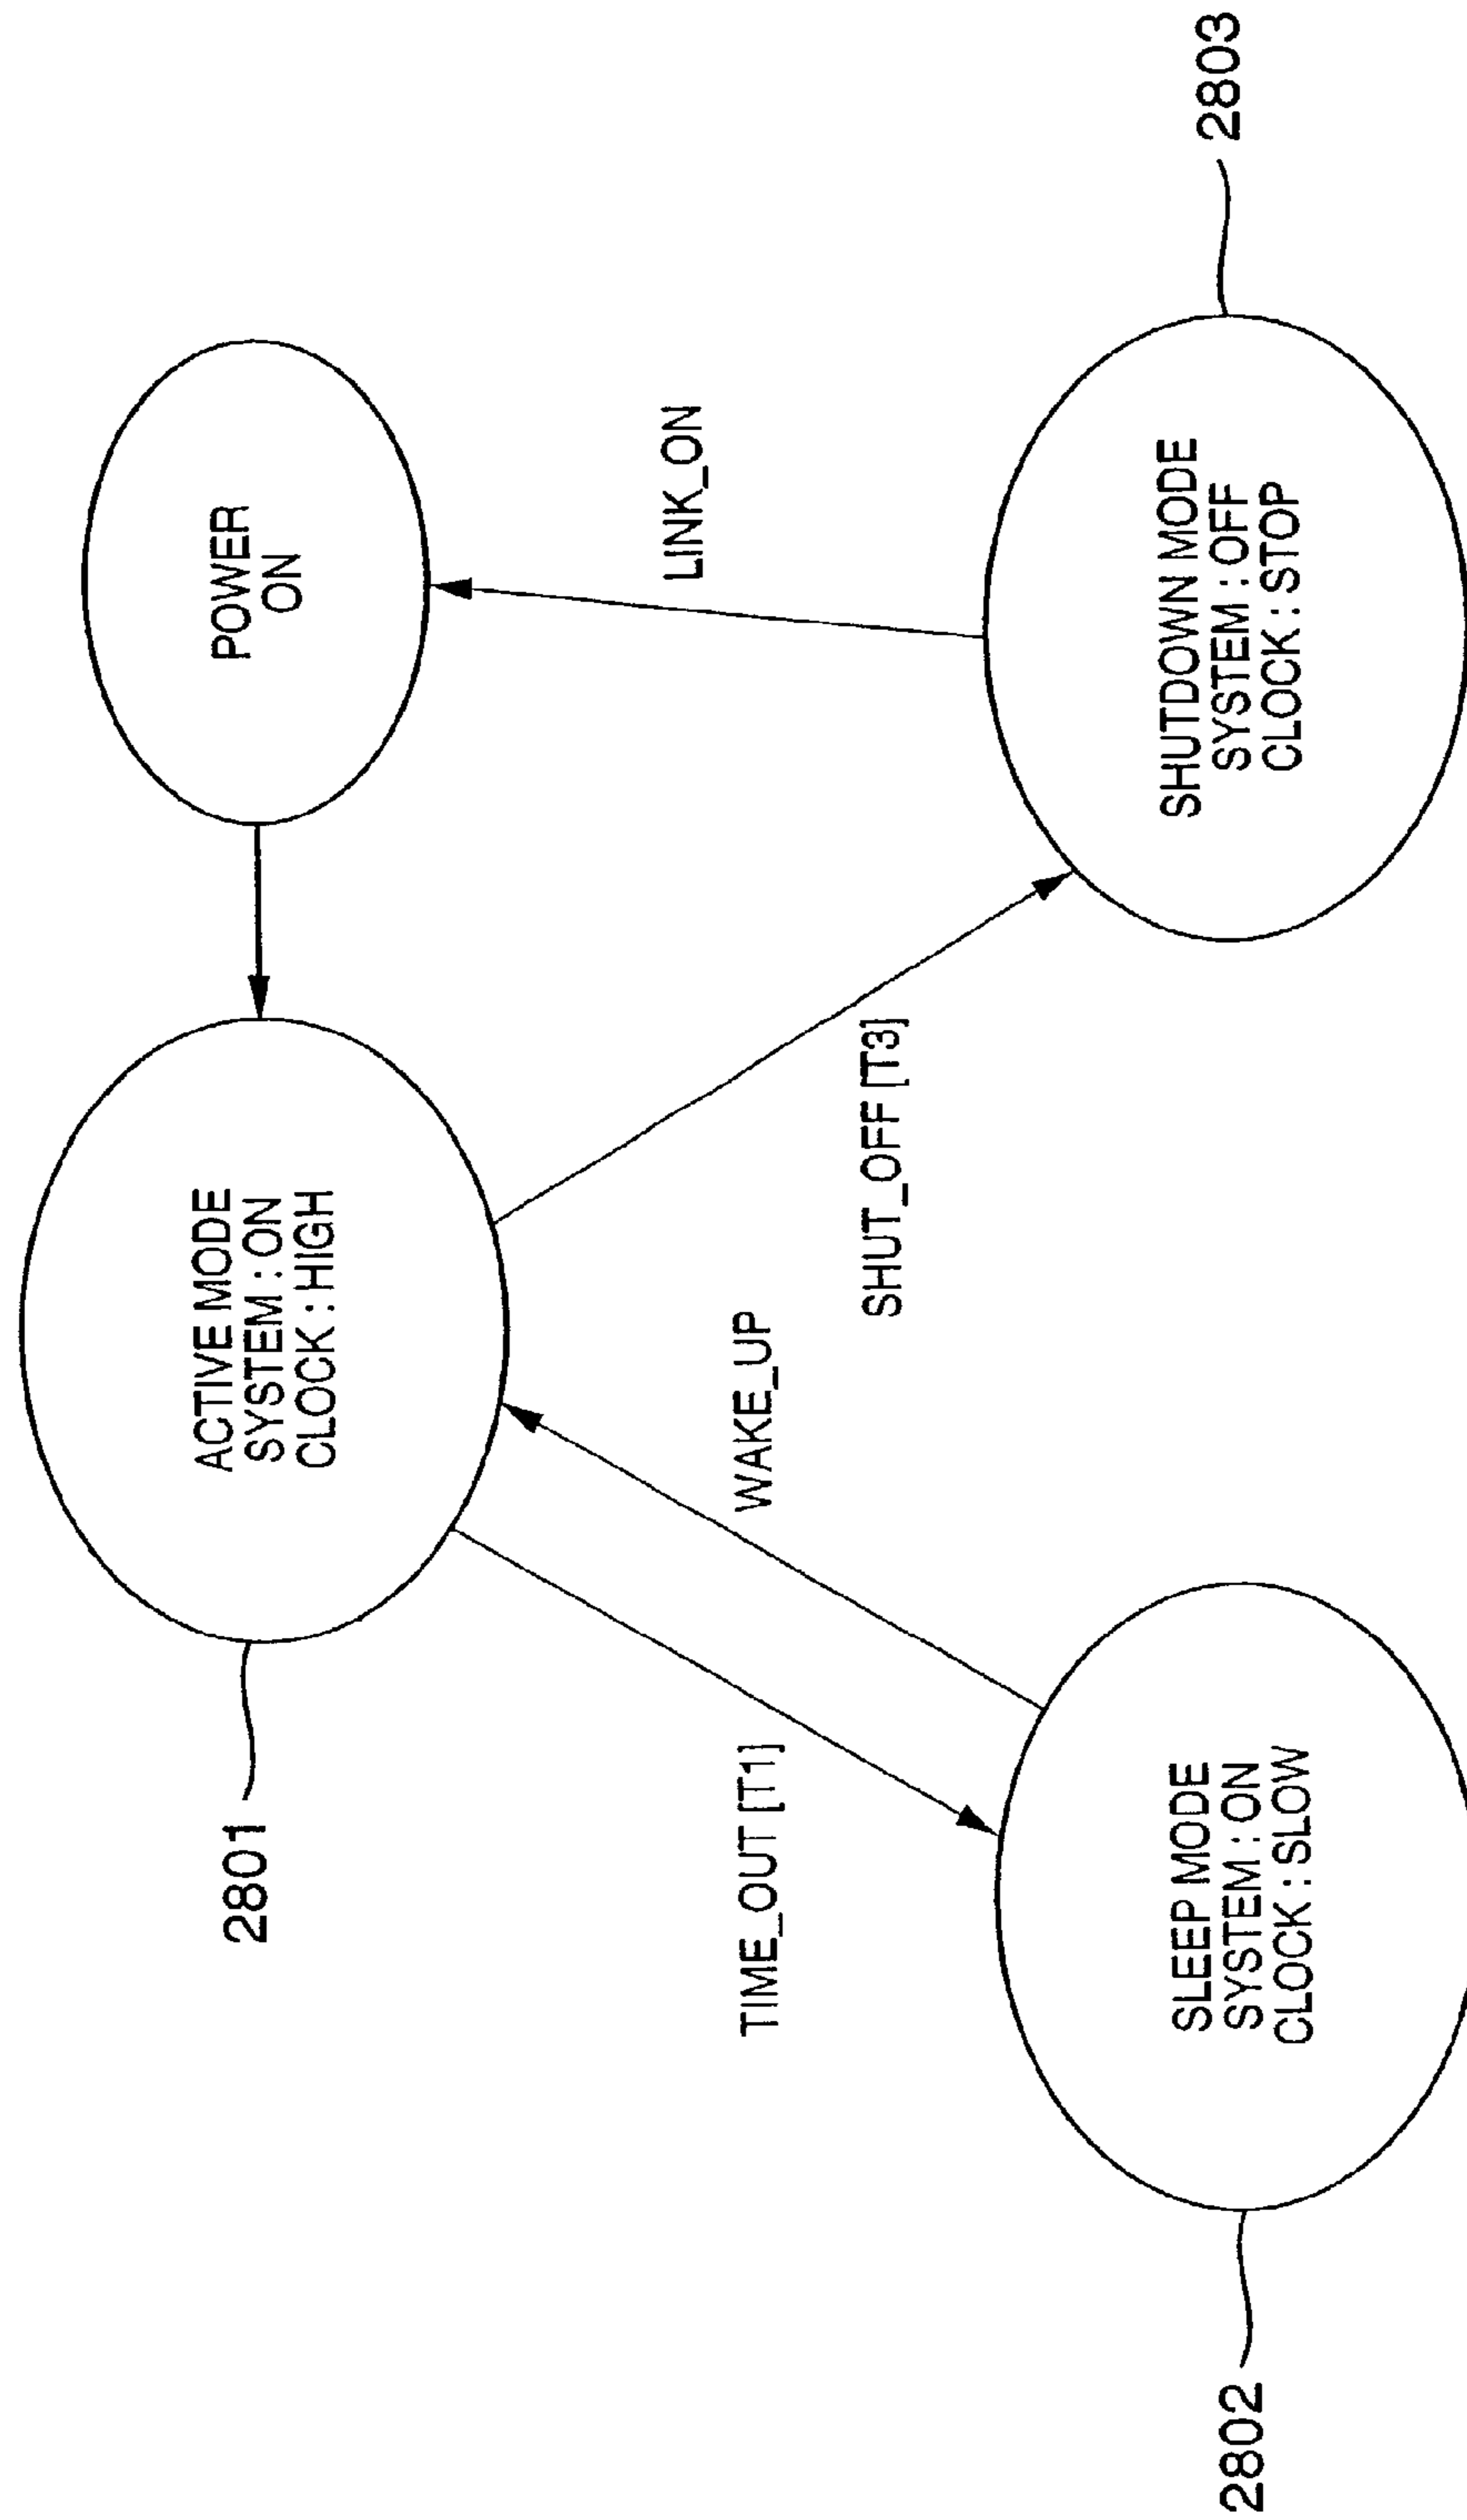 2801
ACTIVE MODE
SYSTEM : ON
CLOCK : HIGH
POWER
ON
TIME_OUT [T1]
WAKE_UP
SHUT_OFF [T3]
LINK_ON
2802
SLEEP MODE
SYSTEM : ON
CLOCK : SLOW
SHUTDOWN MODE
SYSTEM : OFF
CLOCK : STOP
2803